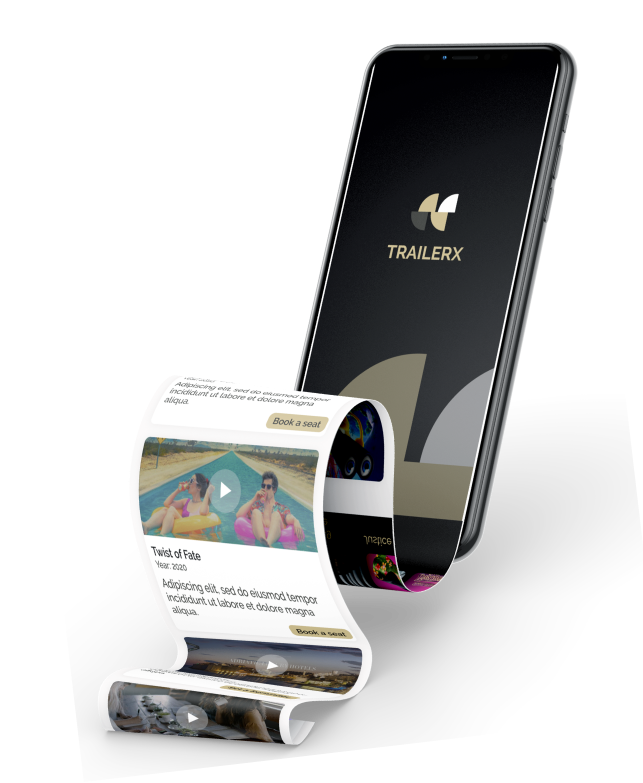 TRAILERX
Adipiscing elit, sed do eiusmod tempor
incididunt ut labore et dolore magna
aliqua.
Book a seat
Twist of Fate
Year: 2020
Adipiscing elit, sed do eiusmod tempor
incididunt ut labore et dolore magna
aliqua.
Book a seat
Justice